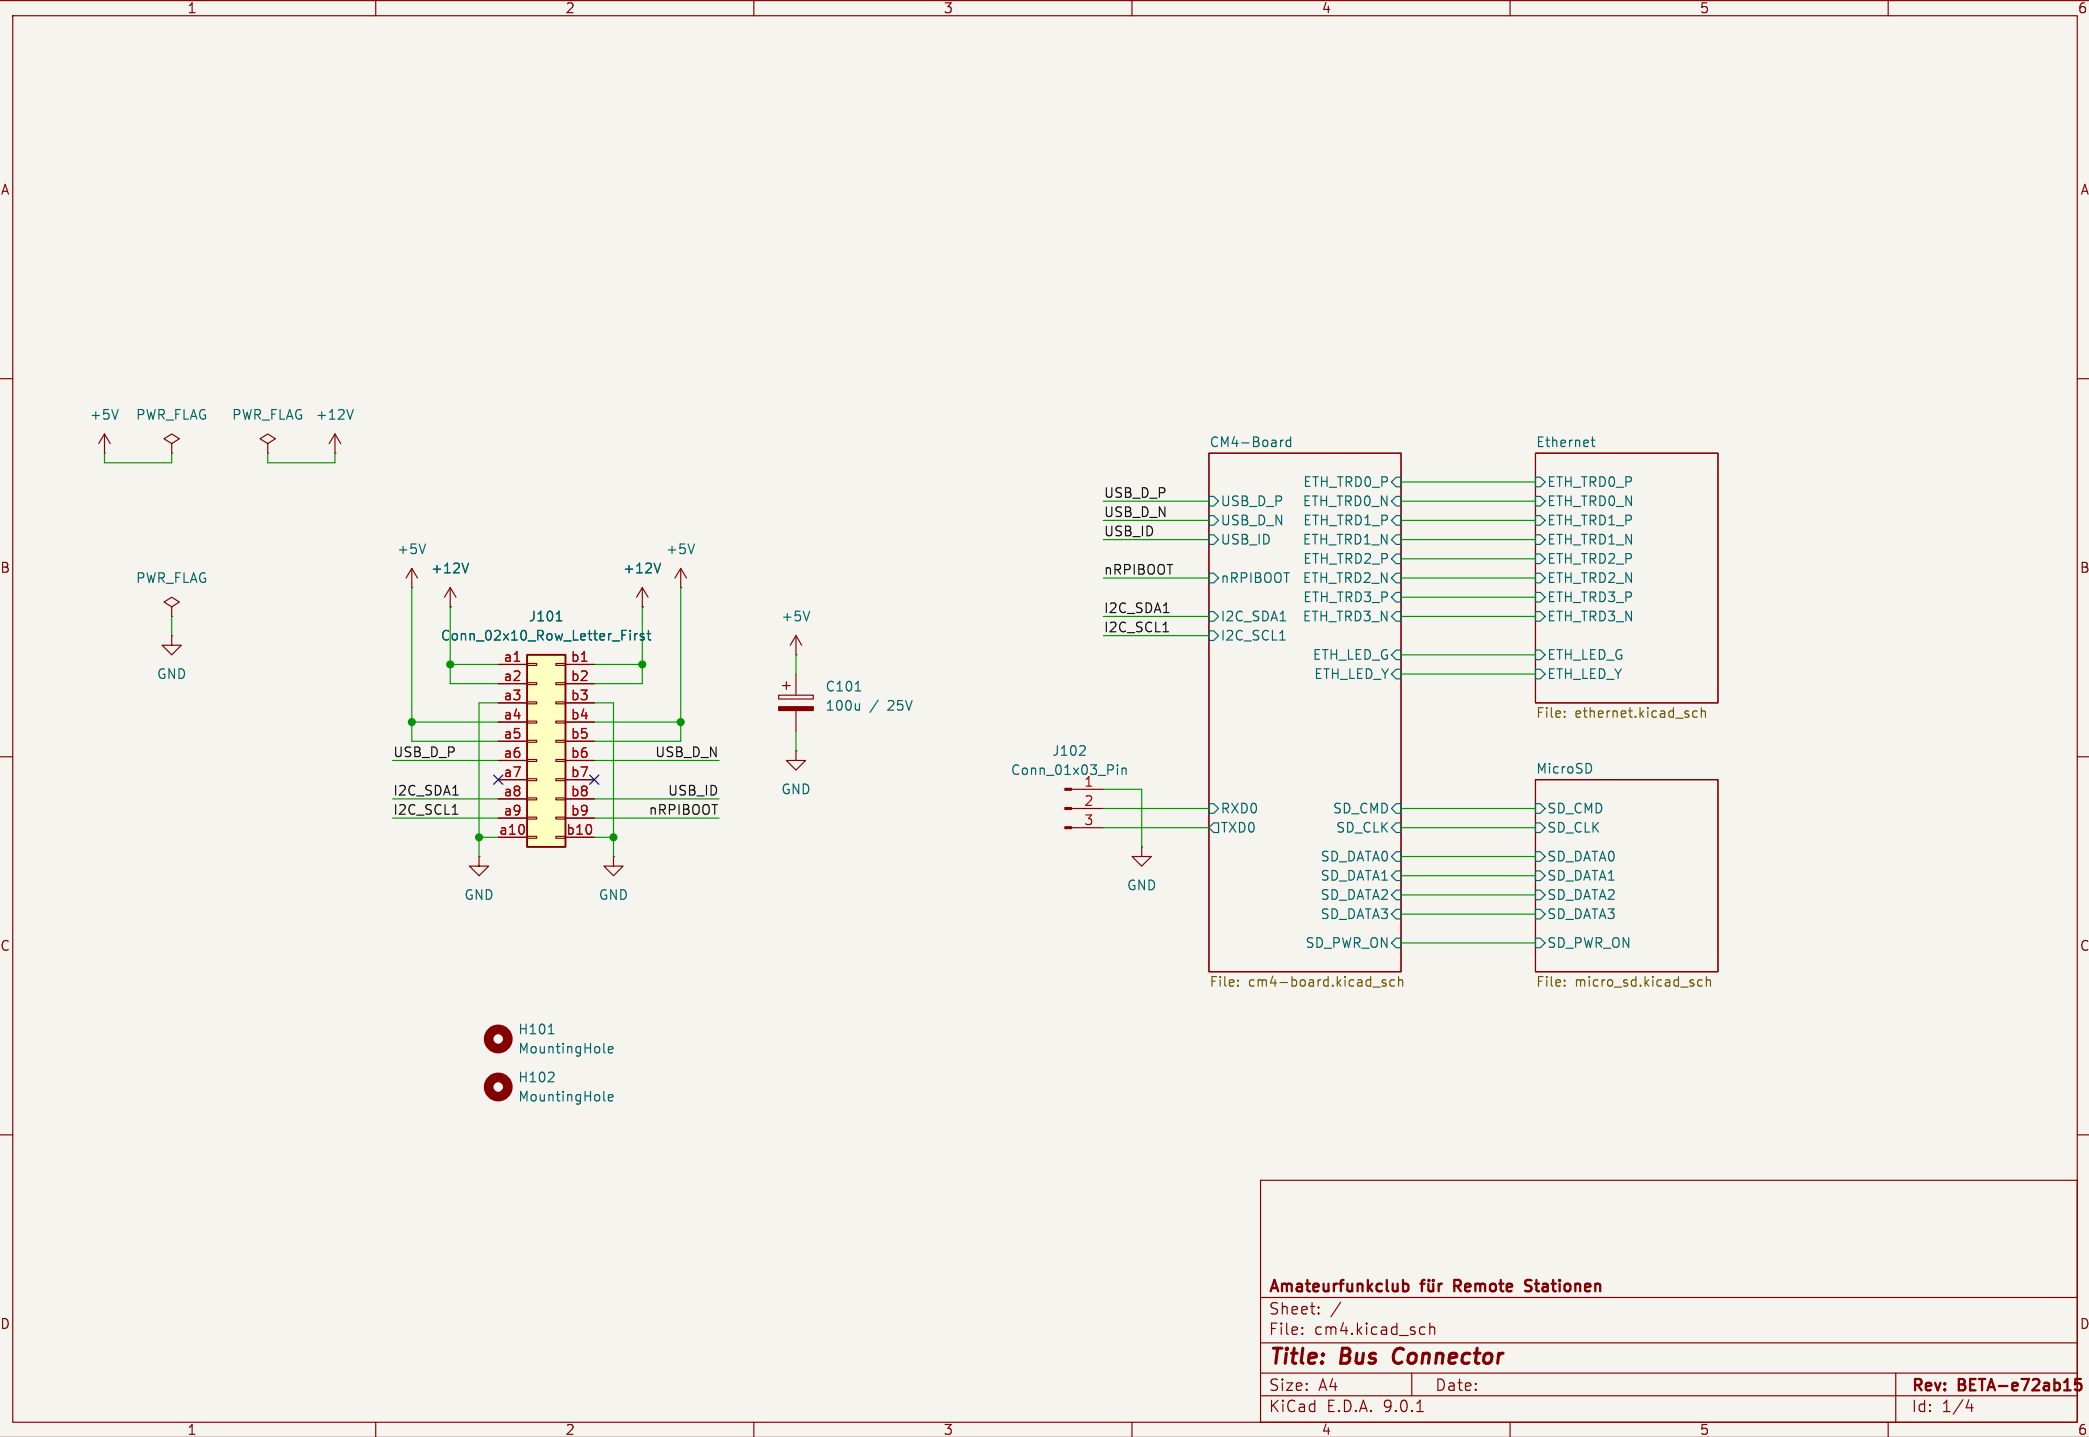 1 2 3 4 5 6
A A
+5V PWR_FLAG PWR_FLAG +12V
B B
PWR_FLAG
GND
+5V +5V
+12V +12V
J101
Conn_02x10_Row_Letter_First
a1 b1
a2 b2
a3 b3
a4 b4
a5 b5
USB_D_P a6 b6 USB_D_N
a7 b7
I2C_SDA1 a8 b8 USB_ID
I2C_SCL1 a9 b9 nRPIBOOT
a10 b10
GND GND
+5V
+
C101
100u / 25V
GND
CM4-Board
USB_D_P
USB_D_N
USB_ID
nRPIBOOT
I2C_SDA1
I2C_SCL1
USB_D_P
USB_D_N
USB_ID
nRPIBOOT
I2C_SDA1
I2C_SCL1
ETH_TRD0_P
ETH_TRD0_N
ETH_TRD1_P
ETH_TRD1_N
ETH_TRD2_P
ETH_TRD2_N
ETH_TRD3_P
ETH_TRD3_N
ETH_LED_G
ETH_LED_Y
Ethernet
ETH_TRD0_P
ETH_TRD0_N
ETH_TRD1_P
ETH_TRD1_N
ETH_TRD2_P
ETH_TRD2_N
ETH_TRD3_P
ETH_TRD3_N
ETH_LED_G
ETH_LED_Y
File: ethernet.kicad_sch
J102
Conn_01x03_Pin
1
2
3
GND
RXD0
TXD0
SD_CMD
SD_CLK
SD_DATA0
SD_DATA1
SD_DATA2
SD_DATA3
SD_PWR_ON
File: cm4-board.kicad_sch
MicroSD
SD_CMD
SD_CLK
SD_DATA0
SD_DATA1
SD_DATA2
SD_DATA3
SD_PWR_ON
File: micro_sd.kicad_sch
C C
H101
MountingHole
H102
MountingHole
D D
Amateurfunkclub für Remote Stationen
Sheet: /
File: cm4.kicad_sch
Title: Bus Connector
Size: A4 Date: Rev: BETA-e72ab15
KiCad E.D.A. 9.0.1 Id: 1/4
1 2 3 4 5 6